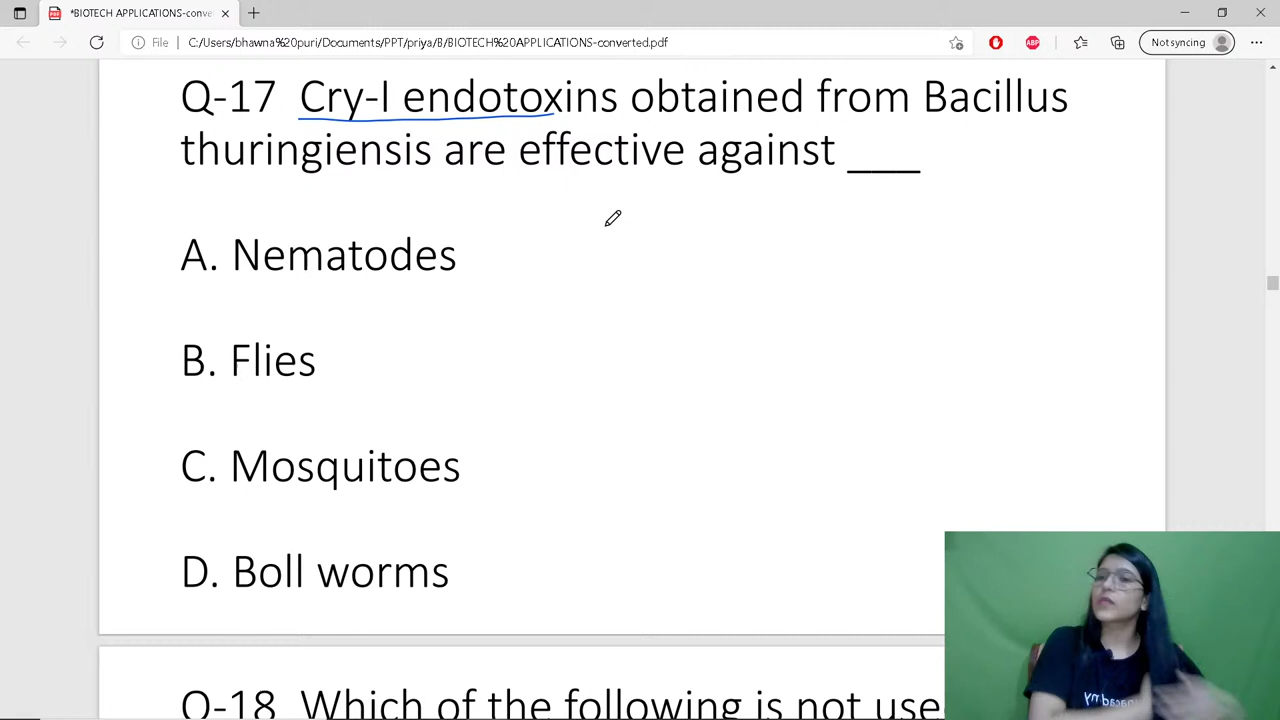 *BIOTECH APPLICATIONS-conve
File
C:/Users/bhawna%20puri/Documents/PPT/priya/B/BIOTECH%20APPLICATIONS-converted.pdf
ABP
Not syncing
Q-17 Cry-I endotoxins obtained from Bacillus
thuringiensis are effective against ___
A. Nematodes
B. Flies
C. Mosquitoes
D. Boll worms
Q-18 Which of the following is not use